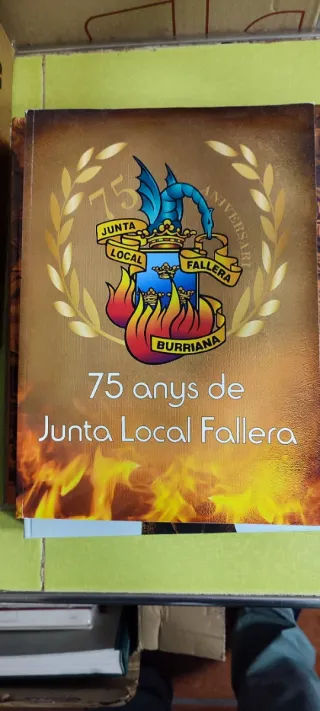 75
ANIVERSARI
JUNTA
LOCAL
FALLERA
BURRIANA
75 anys de
Junta Local Fallera